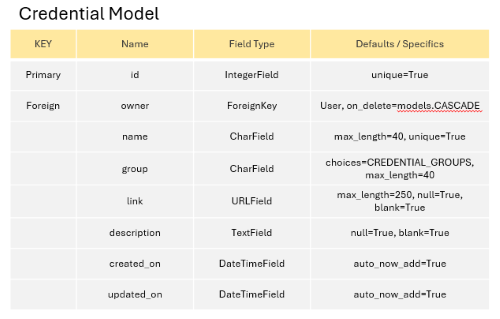 Credential Model
KEY Name Field Type Defaults / Specifics
Primary id IntegerField unique=True
Foreign owner ForeignKey User, on_delete=models.CASCADE
name CharField max_length=40, unique=True
group CharField choices=CREDENTIAL_GROUPS,
max_length=40
link URLField max_length=250, null=True,
blank=True
description TextField null=True, blank=True
created_on DateTimeField auto_now_add=True
updated_on DateTimeField auto_now_add=True